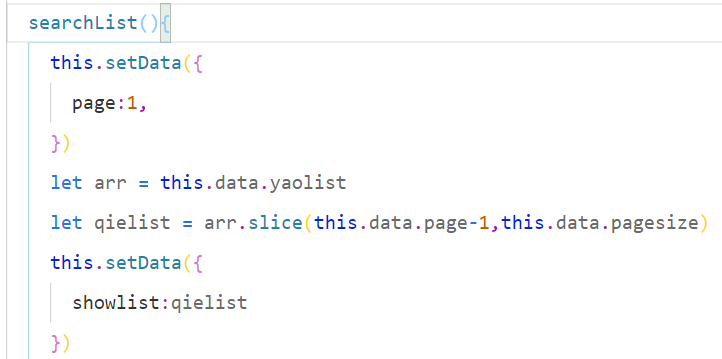 searchList(){
this.setData({
page:1,
})
let arr = this.data.yaolist
let qielist = arr.slice(this.data.page-1,this.data.pagesize)
this.setData({
showlist:qielist
})